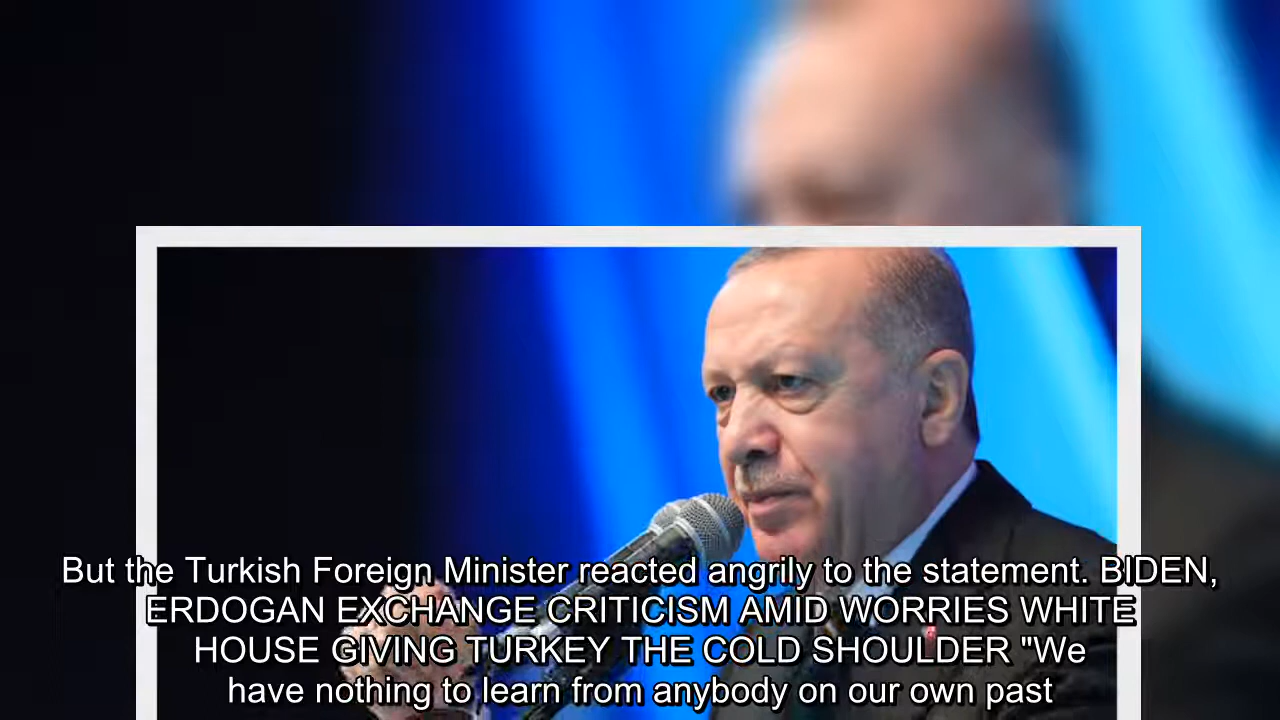 But the Turkish Foreign Minister reacted angrily to the statement. BIDEN,
ERDOGAN EXCHANGE CRITICISM AMID WORRIES WHITE
HOUSE GIVING TURKEY THE COLD SHOULDER "We
have nothing to learn from anybody on our own past